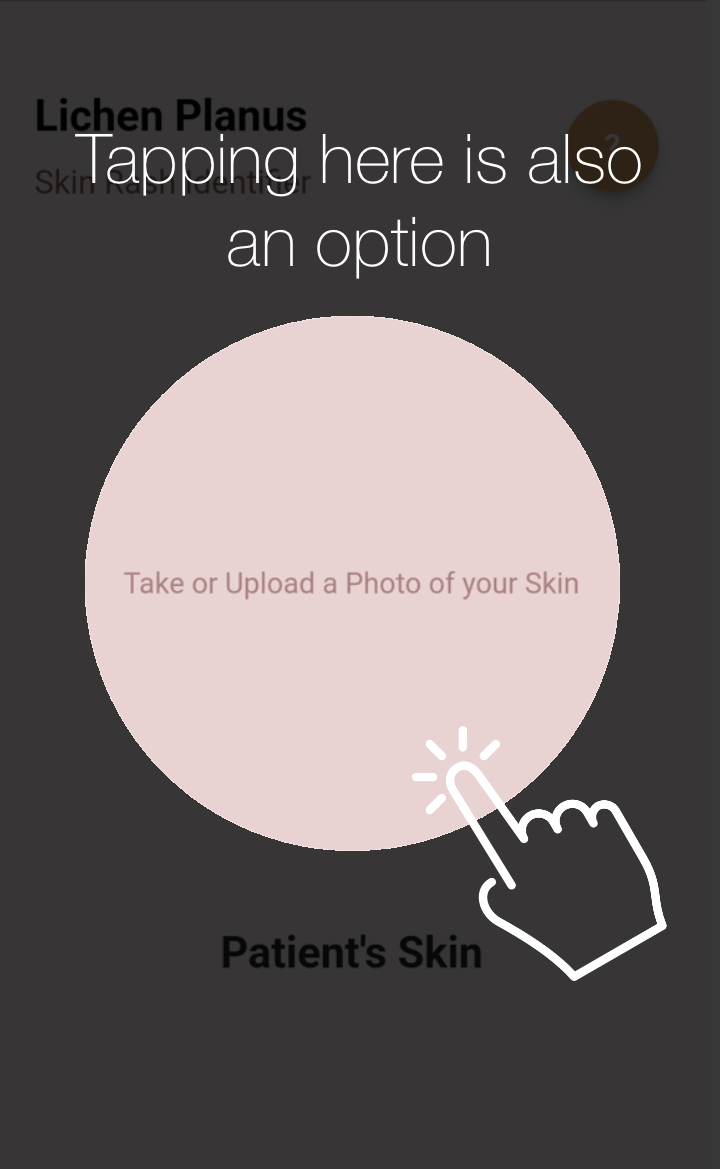 Lichen Planus
?
Tapping here is also
Skin Rash Identifier
an option
Take or Upload a Photo of your Skin
Patient's Skin